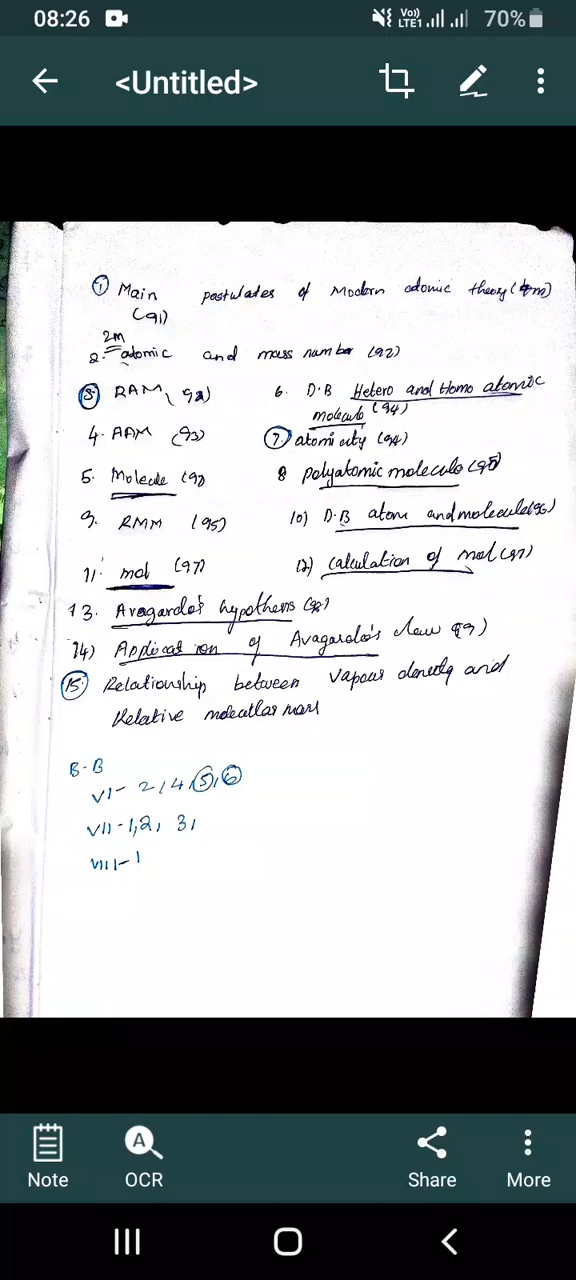 08:26 Vo)) LTE1 70%
<Untitled>
① Main postulates of Modern atomic theory (4m)
(91)
2m
2. atomic and mass number (92)
③ RAM (92)
6. D.B Hetero and Homo atomic
molecule (94)
4. AAM (93)
⑦ atomicity (94)
5. Molecule (93)
8 polyatomic molecule (95)
9. RMM (95)
10) D.B atom and molecule (96)
11. mol (97)
12) calculation of mol (97)
13. Avagardo's hypothesis (98)
14) Application of Avagardo's law 99)
⑮ Relationship between Vapour density and
Relative molecular mass
B.B
VI - 2, 4, ⑤, ⑥
VII - 1, 2, 3,
VIII - 1
Note OCR Share More
A